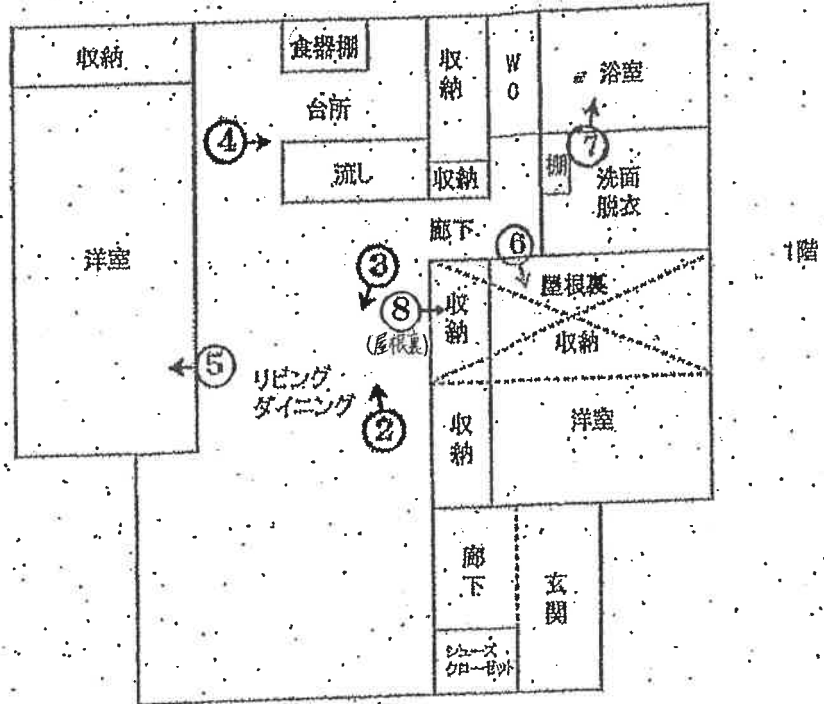 収納
食器棚
台所
④
流し
収納
収納
W
C
浴室
⑦
棚
洗面
脱衣
1階
洋室
廊下
⑥
③
⑧
(屋根裏)
収納
屋根裏
収納
⑤
リビング
ダイニング
②
収納
洋室
廊下
玄関
シューズ
クローゼット